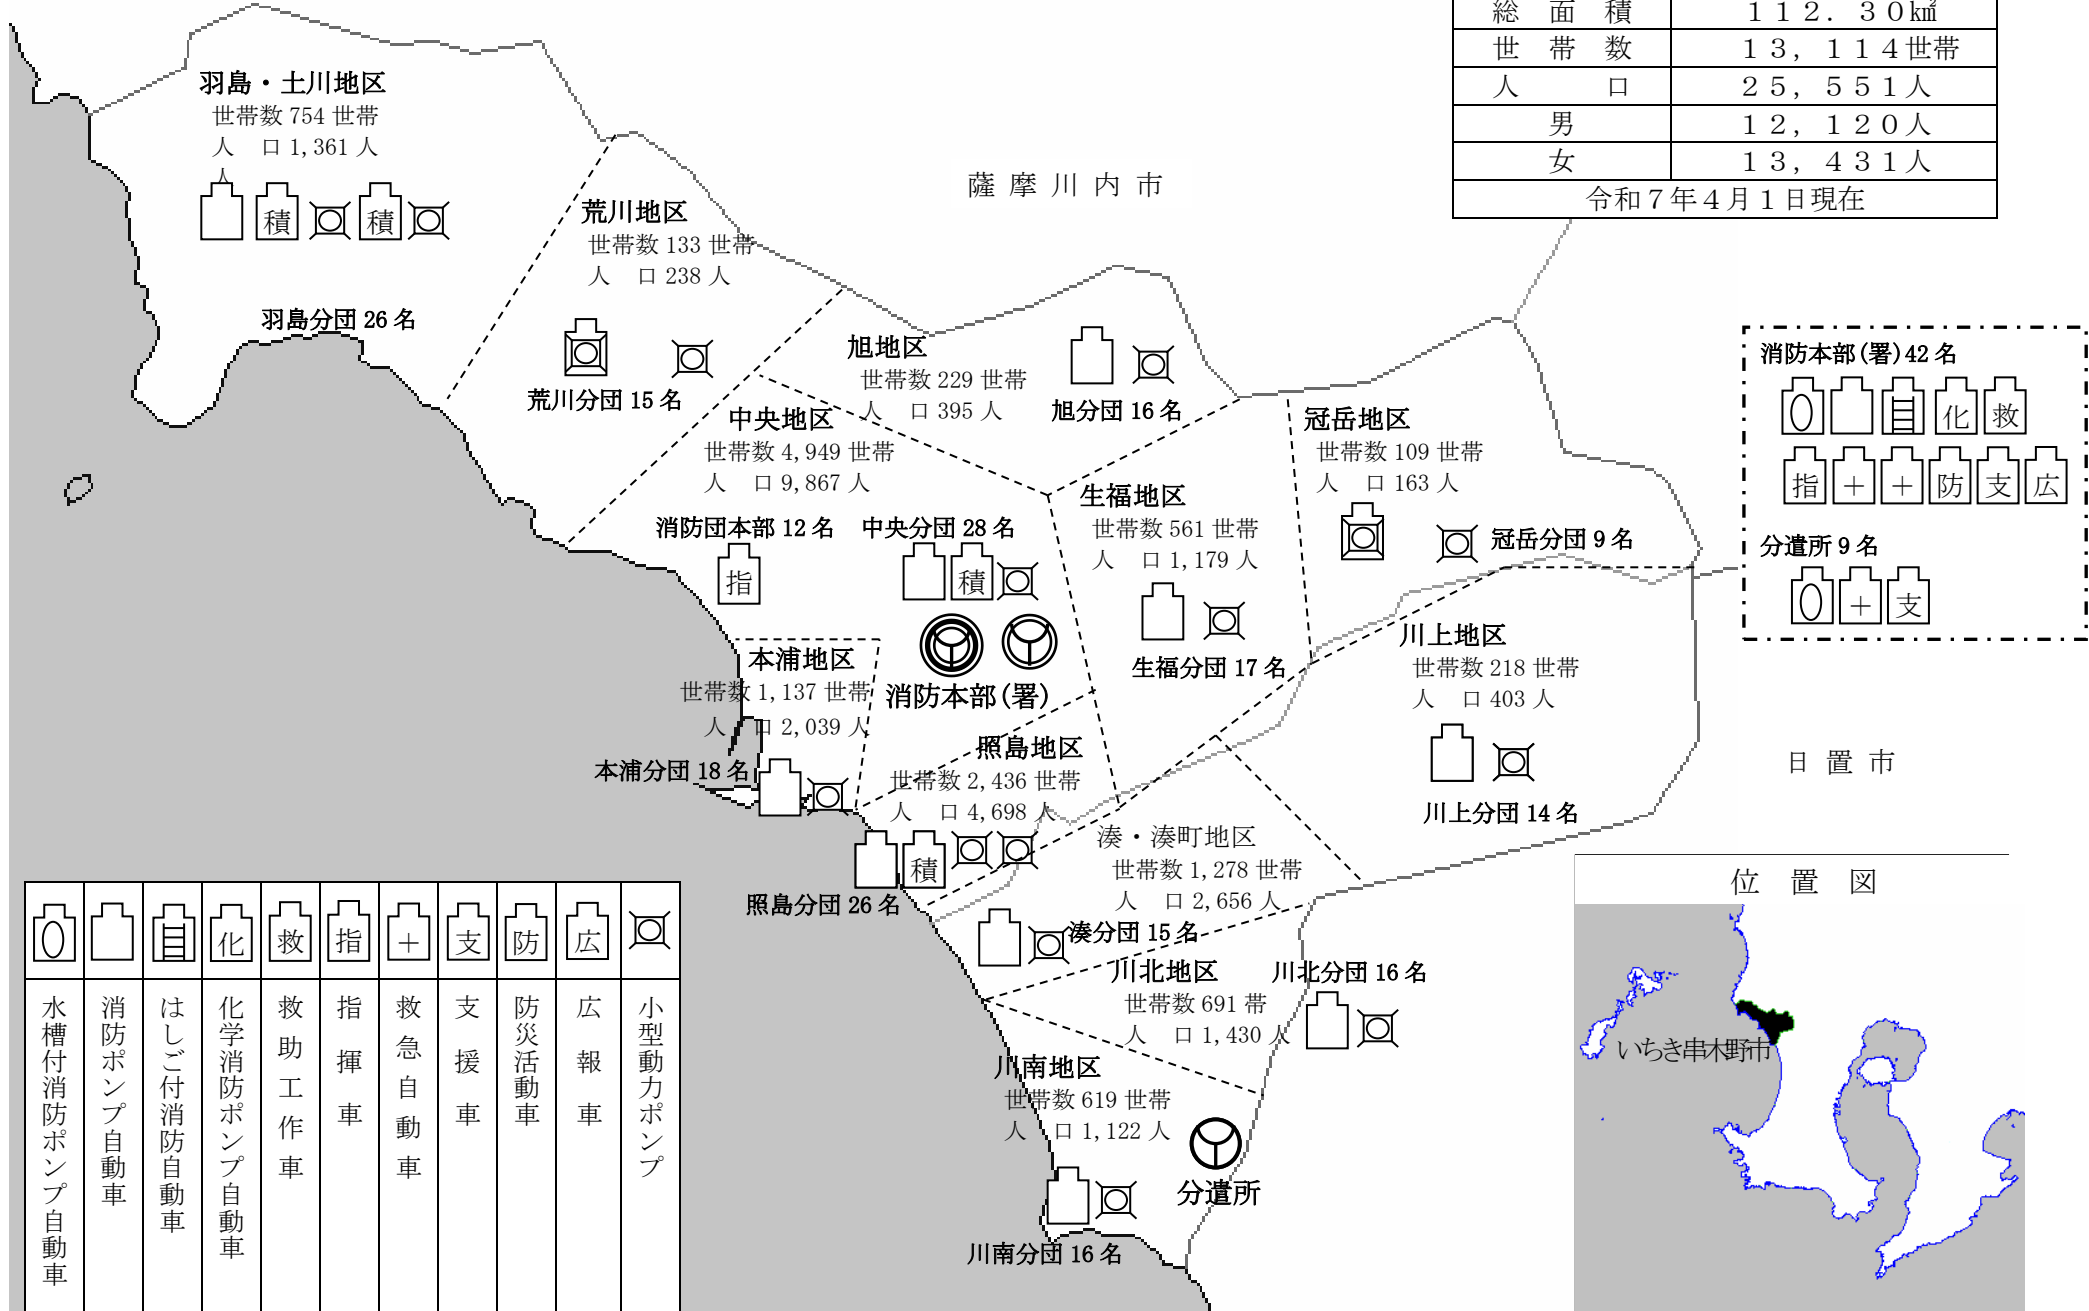 総面積 １１２．３０㎢
世帯数 １３，１１４世帯
人口 ２５，５５１人
男 １２，１２０人
女 １３，４３１人
令和７年４月１日現在
羽島・土川地区
世帯数 754 世帯
人 口 1,361 人
人
積
積
羽島分団 26 名
薩摩川内市
荒川地区
世帯数 133 世帯
人 口 238 人
荒川分団 15 名
旭地区
世帯数 229 世帯
人 口 395 人
旭分団 16 名
中央地区
世帯数 4,949 世帯
人 口 9,867 人
消防団本部 12 名
指
中央分団 28 名
積
消防本部(署)
冠岳地区
世帯数 109 世帯
人 口 163 人
冠岳分団 9 名
生福地区
世帯数 561 世帯
人 口 1,179 人
生福分団 17 名
消防本部(署)42 名
化
救
指
＋
＋
防
支
広
分遣所 9 名
＋
支
川上地区
世帯数 218 世帯
人 口 403 人
川上分団 14 名
日置市
本浦地区
世帯数 1,137 世帯
人 口 2,039 人
本浦分団 18 名
照島地区
世帯数 2,436 世帯
人 口 4,698 人
積
照島分団 26 名
湊・湊町地区
世帯数 1,278 世帯
人 口 2,656 人
湊分団 15 名
川北地区
世帯数 691 帯
人 口 1,430 人
川北分団 16 名
川南地区
世帯数 619 世帯
人 口 1,122 人
分遣所
川南分団 16 名
位置図
いちき串木野市
化
救
指
＋
支
防
広
水槽付消防ポンプ自動車
消防ポンプ自動車
はしご付消防自動車
化学消防ポンプ自動車
救助工作車
指揮車
救急自動車
支援車
防災活動車
広報車
小型動力ポンプ